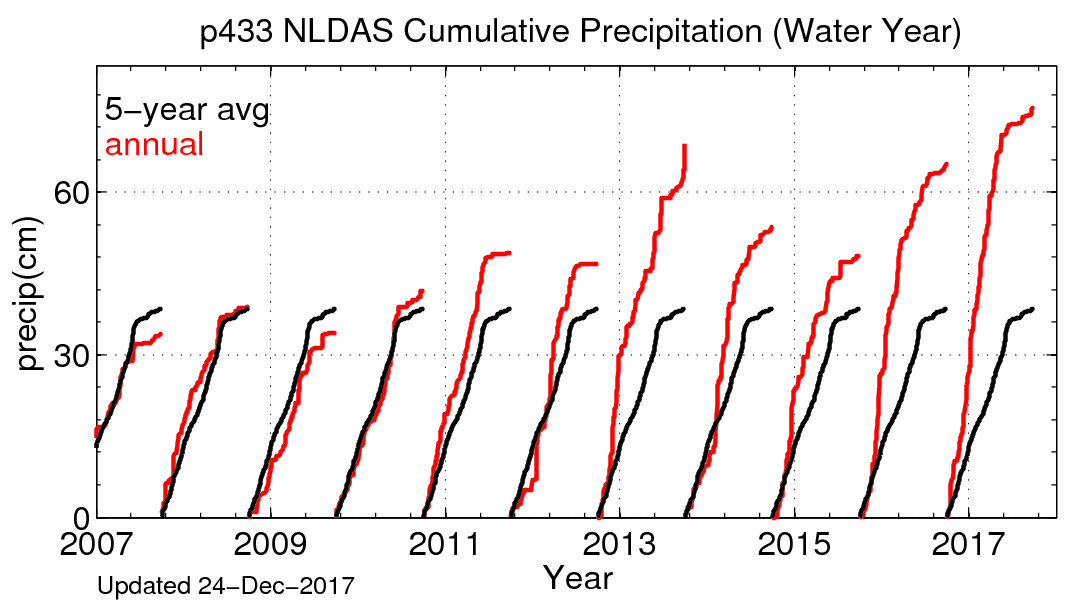 p433 NLDAS Cumulative Precipitation (Water Year)
5−year avg
annual
60
30
0
precip(cm)
2007 2009 2011 2013 2015 2017
Year
Updated 24−Dec−2017